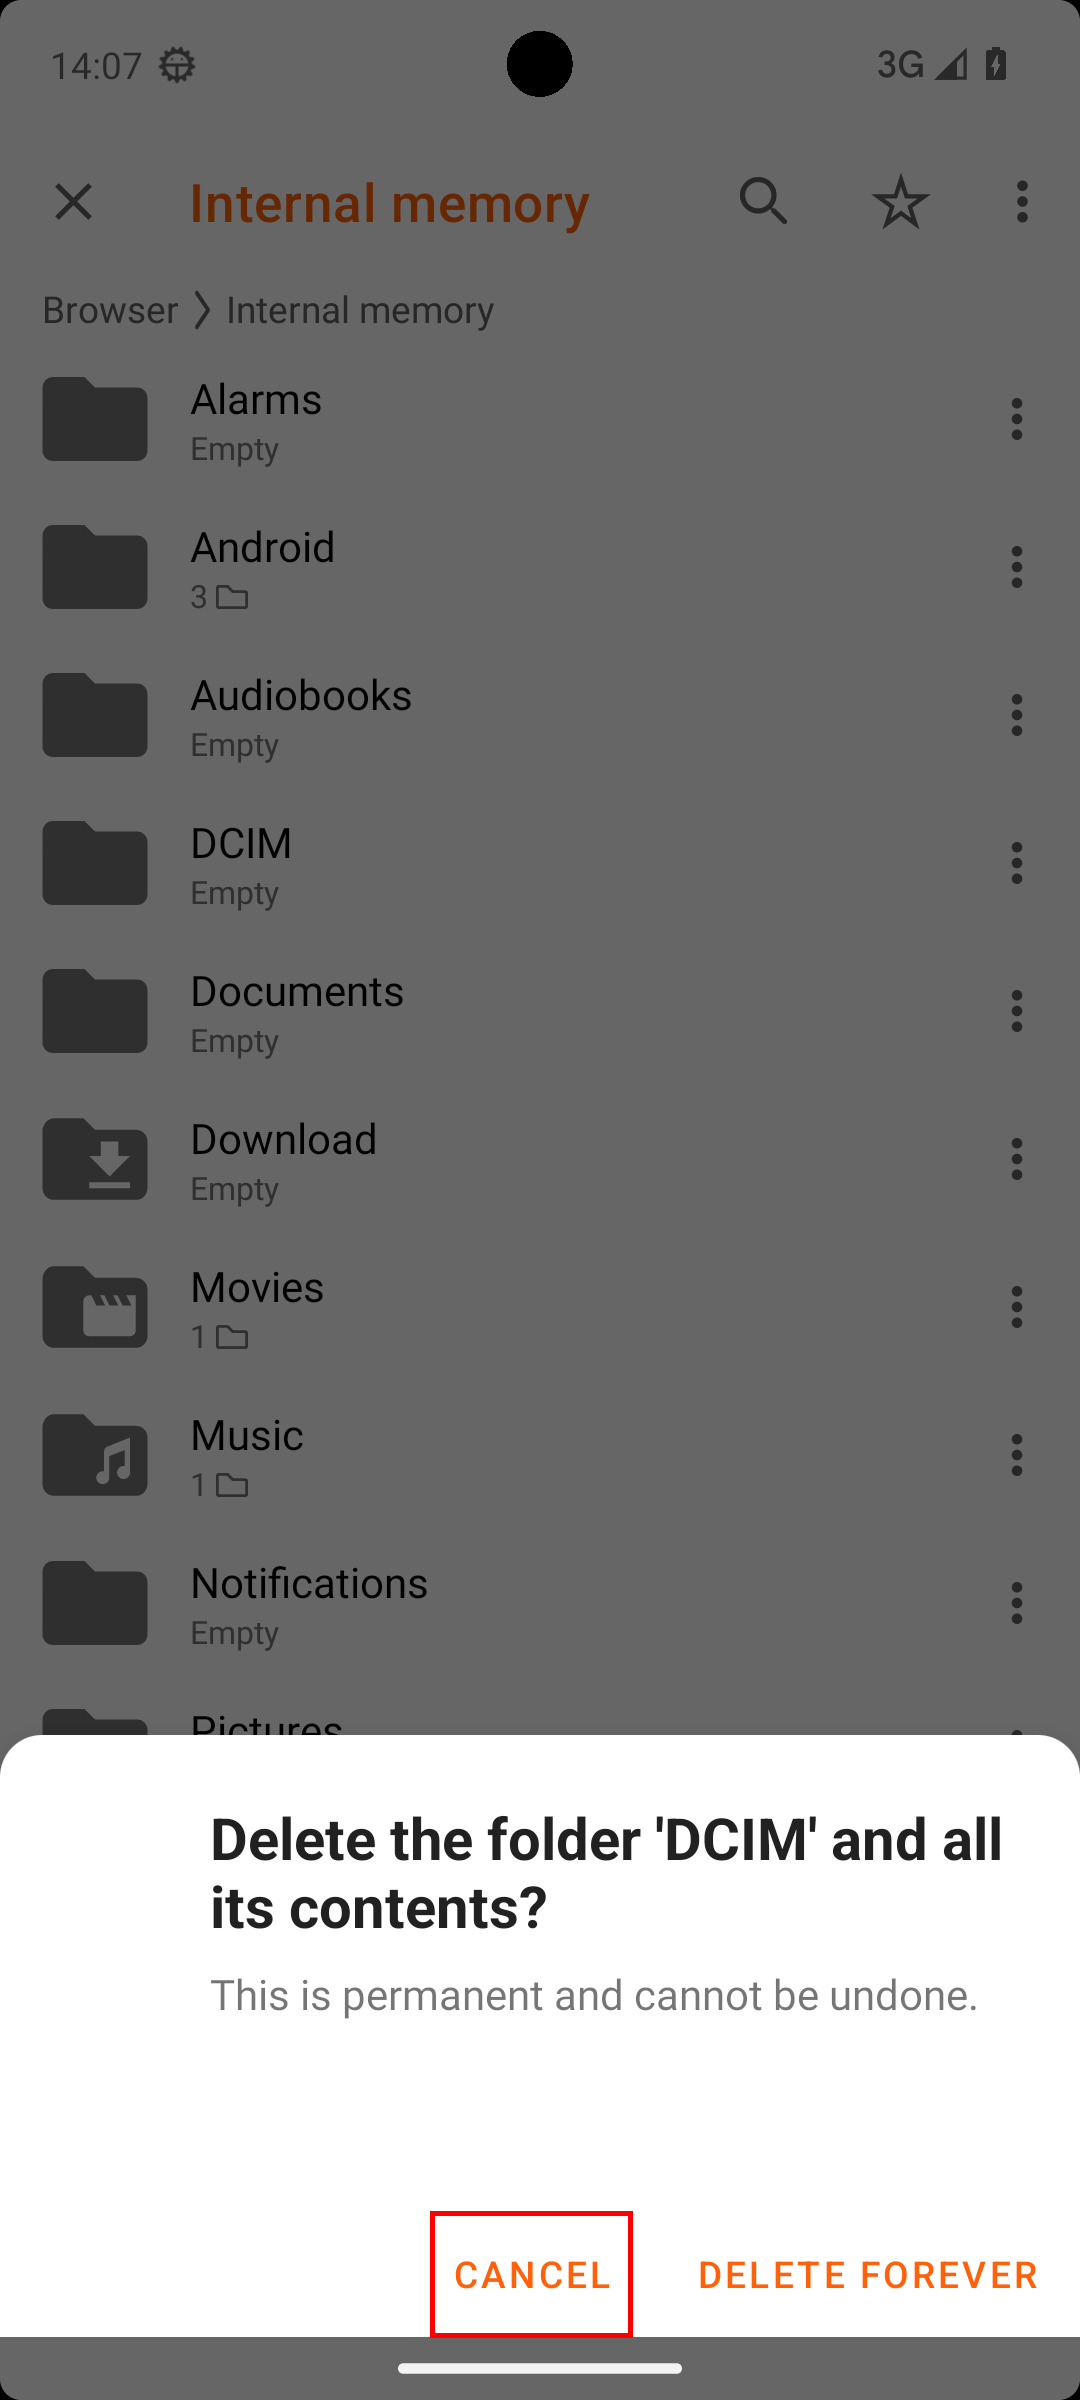 14:07
3G
Internal memory
Browser
Internal memory
Alarms
Empty
Android
3
Audiobooks
Empty
DCIM
Empty
Documents
Empty
Download
Empty
Movies
1
Music
1
Notifications
Empty
Pictures
Delete the folder 'DCIM' and all
its contents?
This is permanent and cannot be undone.
CANCEL
DELETE FOREVER